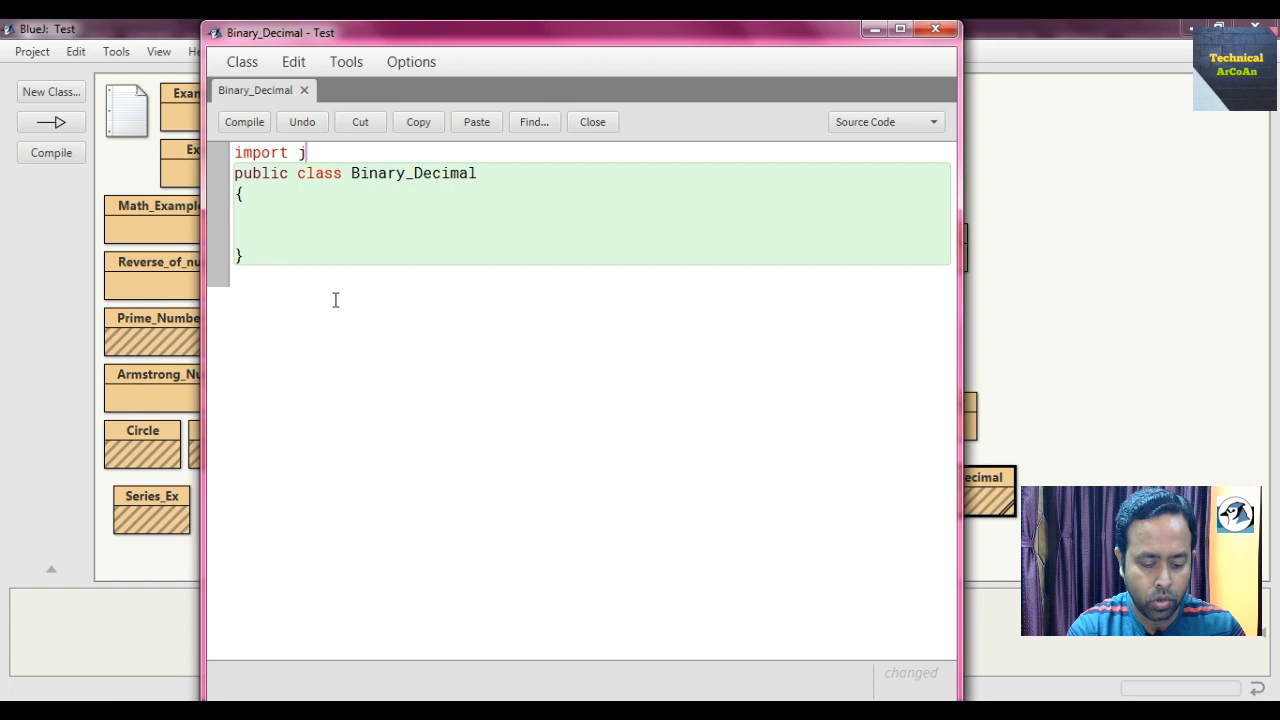 BlueJ: Test
Project Edit Tools View
New Class...
Compile
Math_Example
Reverse_of_nu
Prime_Numbe
Armstrong_Nu
Circle
Series_Ex
Binary_Decimal - Test
Class Edit Tools Options
Binary_Decimal
Compile Undo Cut Copy Paste Find... Close Source Code
import j
public class Binary_Decimal
{
}
changed
ecimal
Technical
ArCoAn